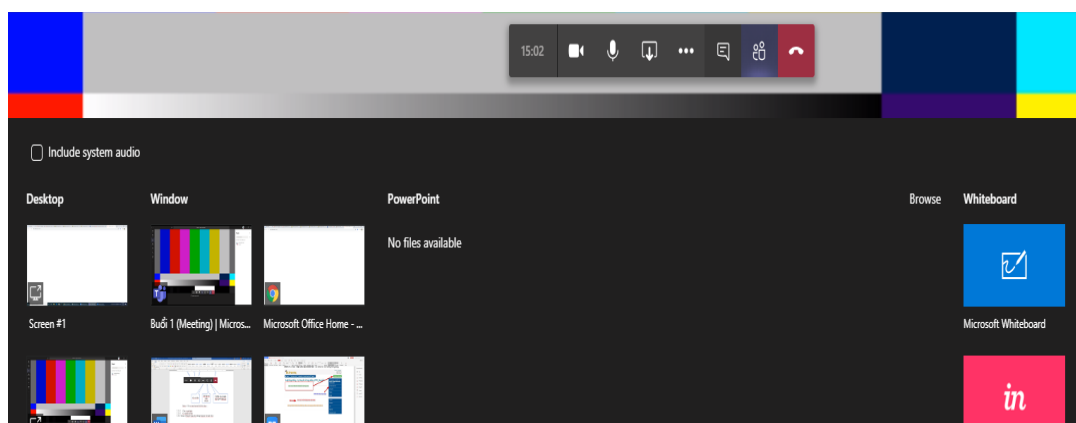 15:02
Include system audio
Desktop
Window
PowerPoint
Browse
Whiteboard
No files available
Screen #1
Buổi 1 (Meeting) | Micros...
Microsoft Office Home - ...
Microsoft Whiteboard
in